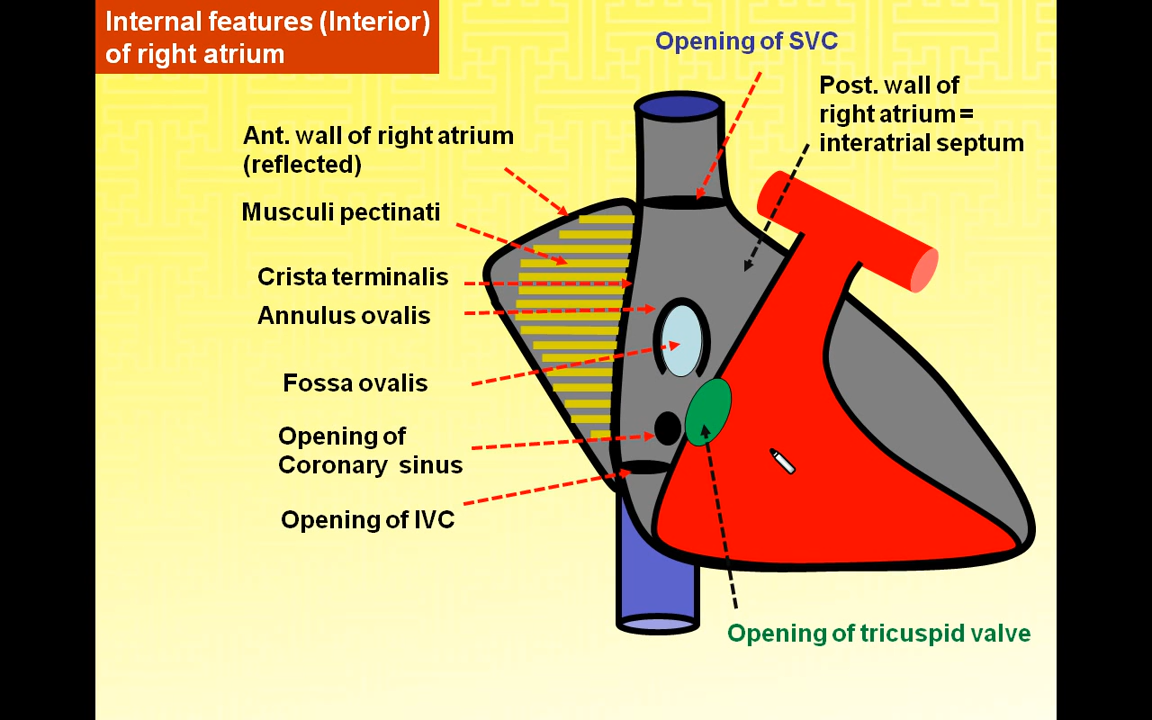 Internal features (Interior)
of right atrium
Opening of SVC
Post. wall of
right atrium =
interatrial septum
Ant. wall of right atrium
(reflected)
Musculi pectinati
Crista terminalis
Annulus ovalis
Fossa ovalis
Opening of
Coronary sinus
Opening of IVC
Opening of tricuspid valve